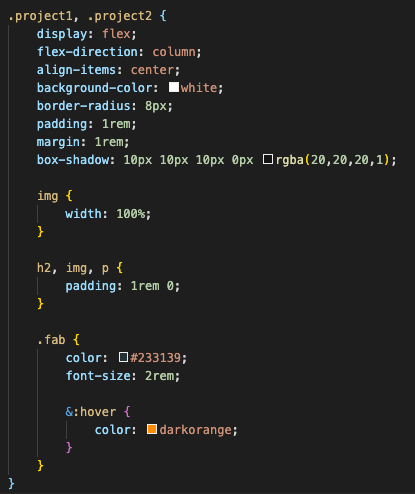 .project1, .project2 {
    display: flex;
    flex-direction: column;
    align-items: center;
    background-color: white;
    border-radius: 8px;
    padding: 1rem;
    margin: 1rem;
    box-shadow: 10px 10px 10px 0px rgba(20,20,20,1);

    img {
        width: 100%;
    }

    h2, img, p {
        padding: 1rem 0;
    }

    .fab {
        color: #233139;
        font-size: 2rem;

        &:hover {
            color: darkorange;
        }
    }
}